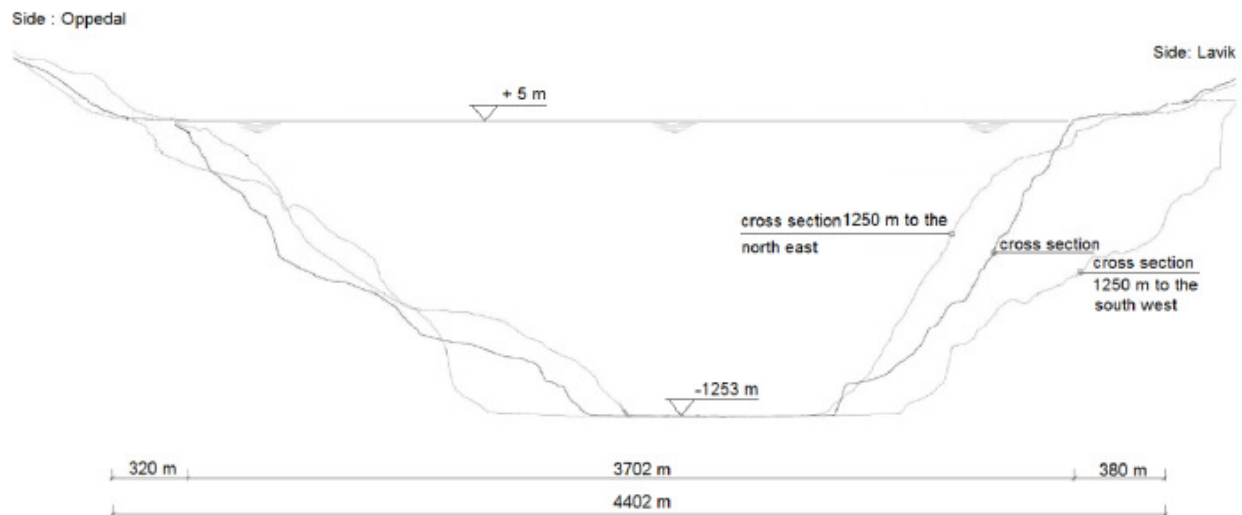 Side : Oppedal
Side: Lavik
+ 5 m
cross section 1250 m to the
north east
cross section
cross section
1250 m to the
south west
-1253 m
320 m
3702 m
380 m
4402 m